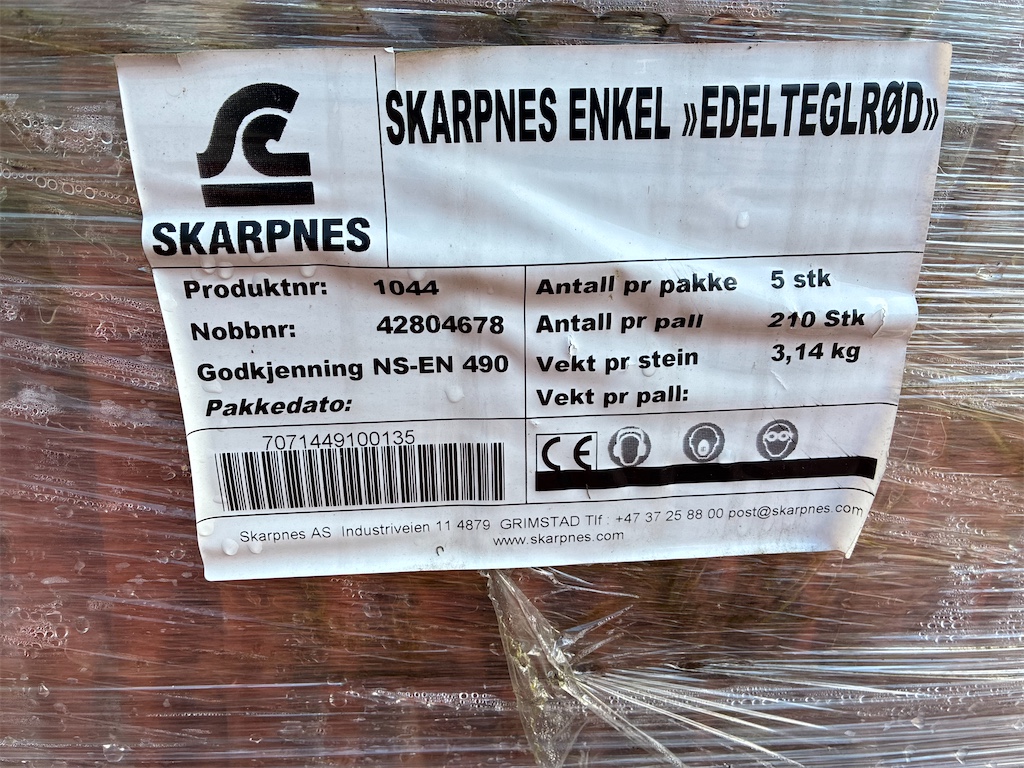 SKARPNES
SKARPNES ENKEL »EDELTEGLRØD»
Produktnr: 1044
Nobbnr: 42804678
Godkjenning NS-EN 490
Pakkedato:
Antall pr pakke 5 stk
Antall pr pall 210 Stk
Vekt pr stein 3,14 kg
Vekt pr pall:
7071449100135
CE
Skarpnes AS Industriveien 11 4879 GRIMSTAD Tlf : +47 37 25 88 00 post@skarpnes.com
www.skarpnes.com